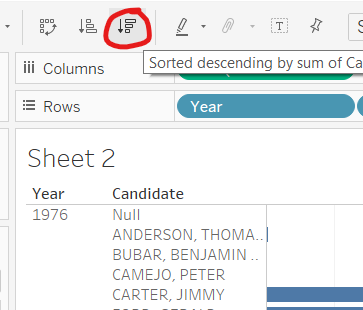 S
Sorted descending by sum of Ca
Columns
Rows
Year
Sheet 2
Year Candidate
1976 Null
ANDERSON, THOMA..
BUBAR, BENJAMIN ..
CAMEJO, PETER
CARTER, JIMMY